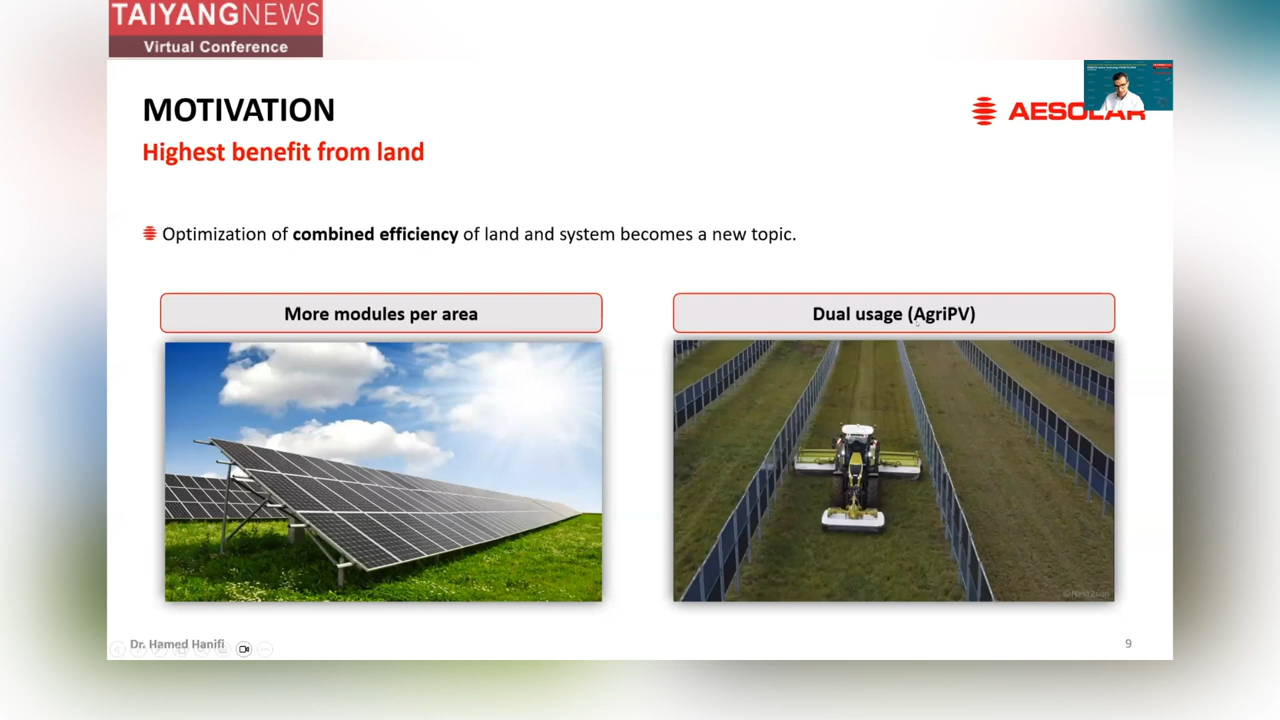 TAIYANGNEWS
Virtual Conference
MOTIVATION
AESOLAR
Highest benefit from land
Optimization of combined efficiency of land and system becomes a new topic.
More modules per area
Dual usage (AgriPV)
Dr. Hamed Hanifi
9